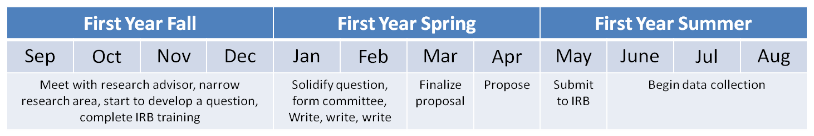 First Year Fall First Year Spring First Year Summer
Sep Oct Nov Dec Jan Feb Mar Apr May June Jul Aug
Meet with research advisor, narrow
research area, start to develop a question,
complete IRB training
Solidify question,
form committee,
Write, write, write
Finalize
proposal
Propose
Submit
to IRB
Begin data collection